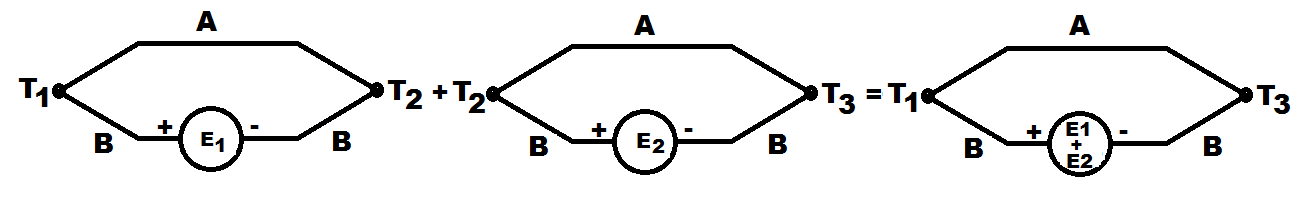 A A A
T1 T2 + T2 T3 = T1 T3
B + E1 - B B + E2 - B B + E1 + E2 - B